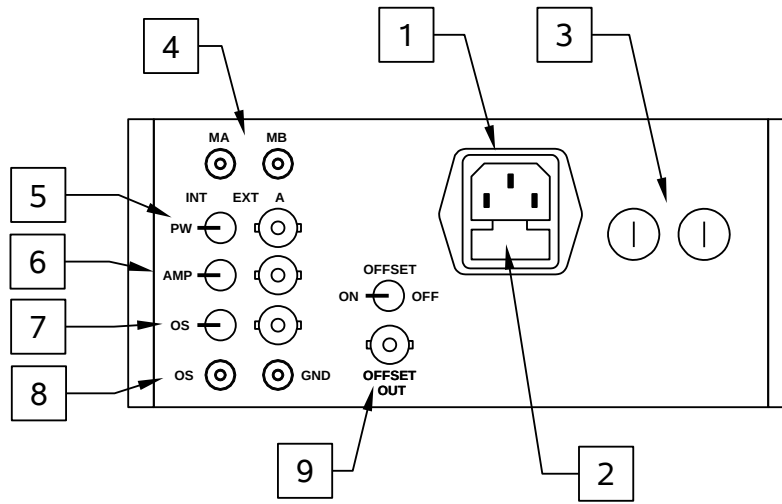 1
3
4
MA MB
5
INT EXT A
PW
6
AMP
OFFSET
ON OFF
7
OS
8
OS GND
OFFSET
OUT
9
2